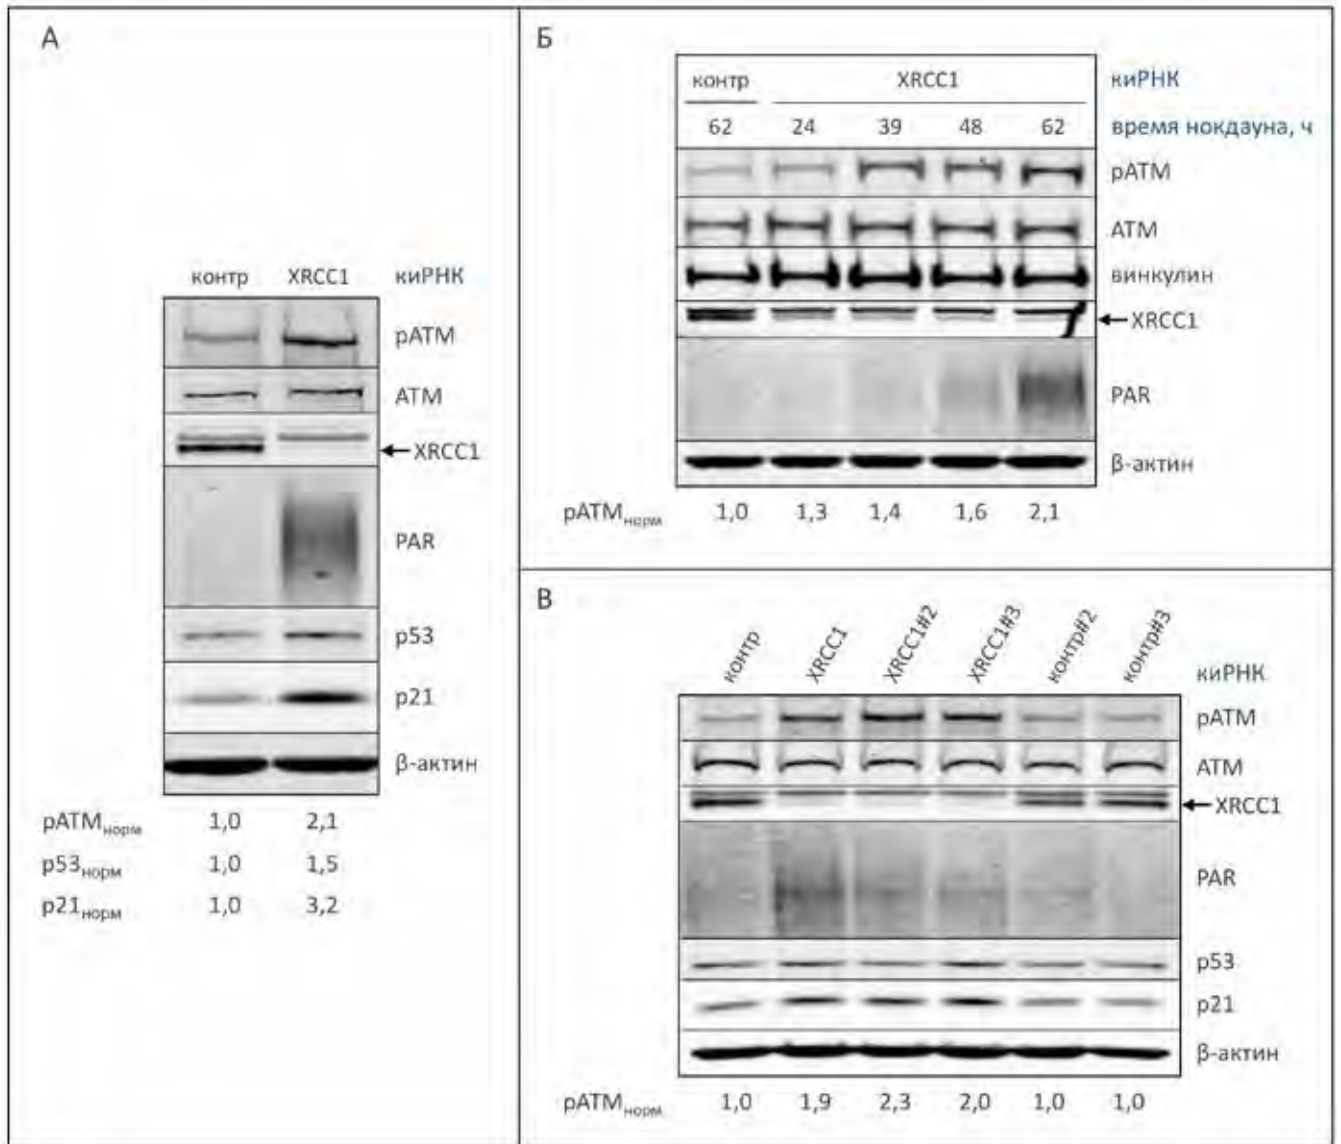 А
контр XRCC1 киРНК
pATM
ATM
XRCC1
PAR
p53
p21
β-актин
pATMнорм 1,0 2,1
p53норм 1,0 1,5
p21норм 1,0 3,2
Б
контр XRCC1 киРНК
62 24 39 48 62 время нокдауна, ч
pATM
ATM
винкулин
XRCC1
PAR
β-актин
pATMнорм 1,0 1,3 1,4 1,6 2,1
В
контр XRCC1 XRCC1#2 XRCC1#3 контр#2 контр#3 киРНК
pATM
ATM
XRCC1
PAR
p53
p21
β-актин
pATMнорм 1,0 1,9 2,3 2,0 1,0 1,0